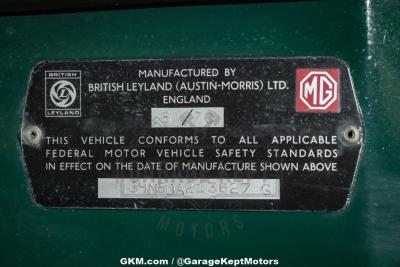 BRITISH
LEYLAND
MANUFACTURED BY
BRITISH LEYLAND (AUSTIN-MORRIS) LTD.
ENGLAND
MG
THIS VEHICLE CONFORMS TO ALL APPLICABLE
FEDERAL MOTOR VEHICLE SAFETY STANDARDS
IN EFFECT ON THE DATE OF MANUFACTURE SHOWN ABOVE
MOTORS
GKM.com // @GarageKeptMotors